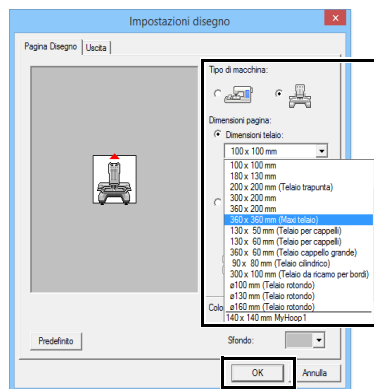 Impostazioni disegno
Pagina Disegno
Uscita
Tipo di macchina:
Dimensioni pagina:
Dimensioni telaio:
100 x 100 mm
100 x 100 mm
180 x 130 mm
200 x 200 mm (Telaio trapunta)
300 x 200 mm
360 x 200 mm
360 x 360 mm (Maxi telaio)
130 x 50 mm (Telaio per cappelli)
130 x 60 mm (Telaio per cappelli)
360 x 60 mm (Telaio cappello grande)
90 x 80 mm (Telaio cilindrico)
300 x 100 mm (Telaio da ricamo per bordi)
ø100 mm (Telaio rotondo)
ø130 mm (Telaio rotondo)
ø160 mm (Telaio rotondo)
140 x 140 mm MyHoop1
Colo
Predefinito
Sfondo:
OK
Annulla